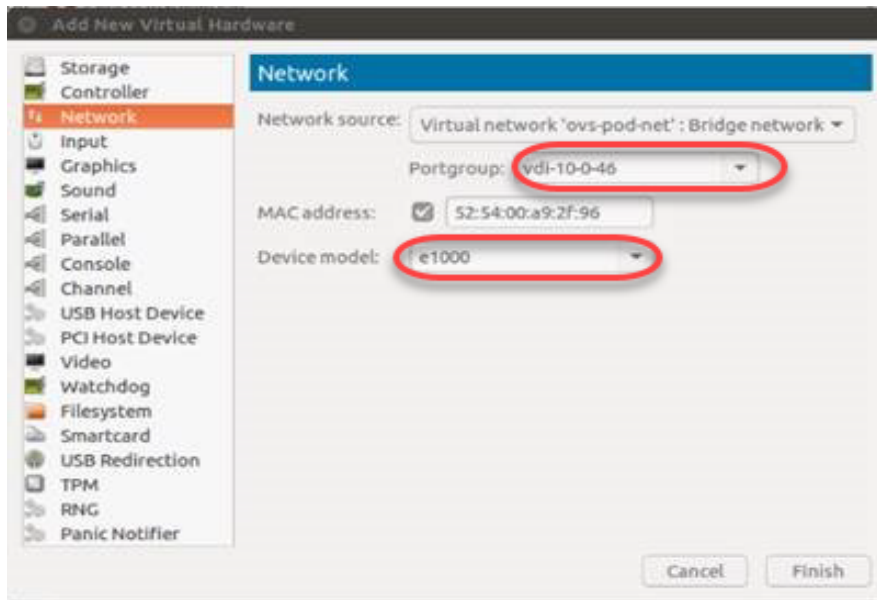 Add New Virtual Hardware
Storage
Controller
Network
Input
Graphics
Sound
Serial
Parallel
Console
Channel
USB Host Device
PCI Host Device
Video
Watchdog
Filesystem
Smartcard
USB Redirection
TPM
RNG
Panic Notifier
Network
Network source: Virtual network 'ovs-pod-net' : Bridge network
Portgroup: vdi-10-0-46
MAC address: 52:54:00:a9:2f:96
Device model: e1000
Cancel Finish